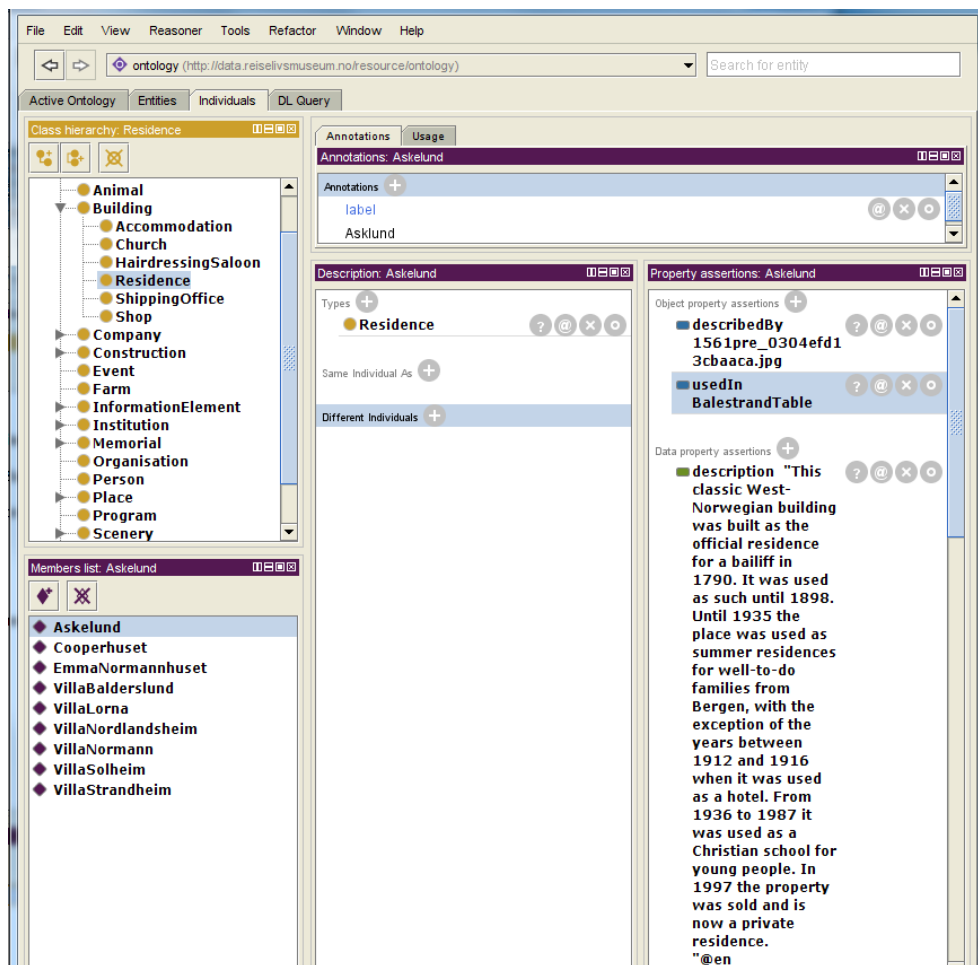 File Edit View Reasoner Tools Refactor Window Help
ontology (http://data.reiselivsmuseum.no/resource/ontology)
Search for entity
Active Ontology Entities Individuals DL Query
Class hierarchy: Residence
Animal
Building
Accommodation
Church
HairdressingSaloon
Residence
ShippingOffice
Shop
Company
Construction
Event
Farm
InformationElement
Institution
Memorial
Organisation
Person
Place
Program
Scenery
Members list: Askelund
Askelund
Cooperhuset
EmmaNormannhuset
VillaBalderslund
VillaLorna
VillaNordlandsheim
VillaNormann
VillaSolheim
VillaStrandheim
Annotations Usage
Annotations: Askelund
Annotations
label
Asklund
Description: Askelund
Types
Residence
Same Individual As
Different Individuals
Property assertions: Askelund
Object property assertions
describedBy
1561pre_0304efd1
3cbaaca.jpg
usedIn
BalestrandTable
Data property assertions
description "This
classic West-
Norwegian building
was built as the
official residence
for a bailiff in
1790. It was used
as such until 1898.
Until 1935 the
place was used as
summer residences
for well-to-do
families from
Bergen, with the
exception of the
years between
1912 and 1916
when it was used
as a hotel. From
1936 to 1987 it
was used as a
Christian school for
young people. In
1997 the property
was sold and is
now a private
residence.
"@en